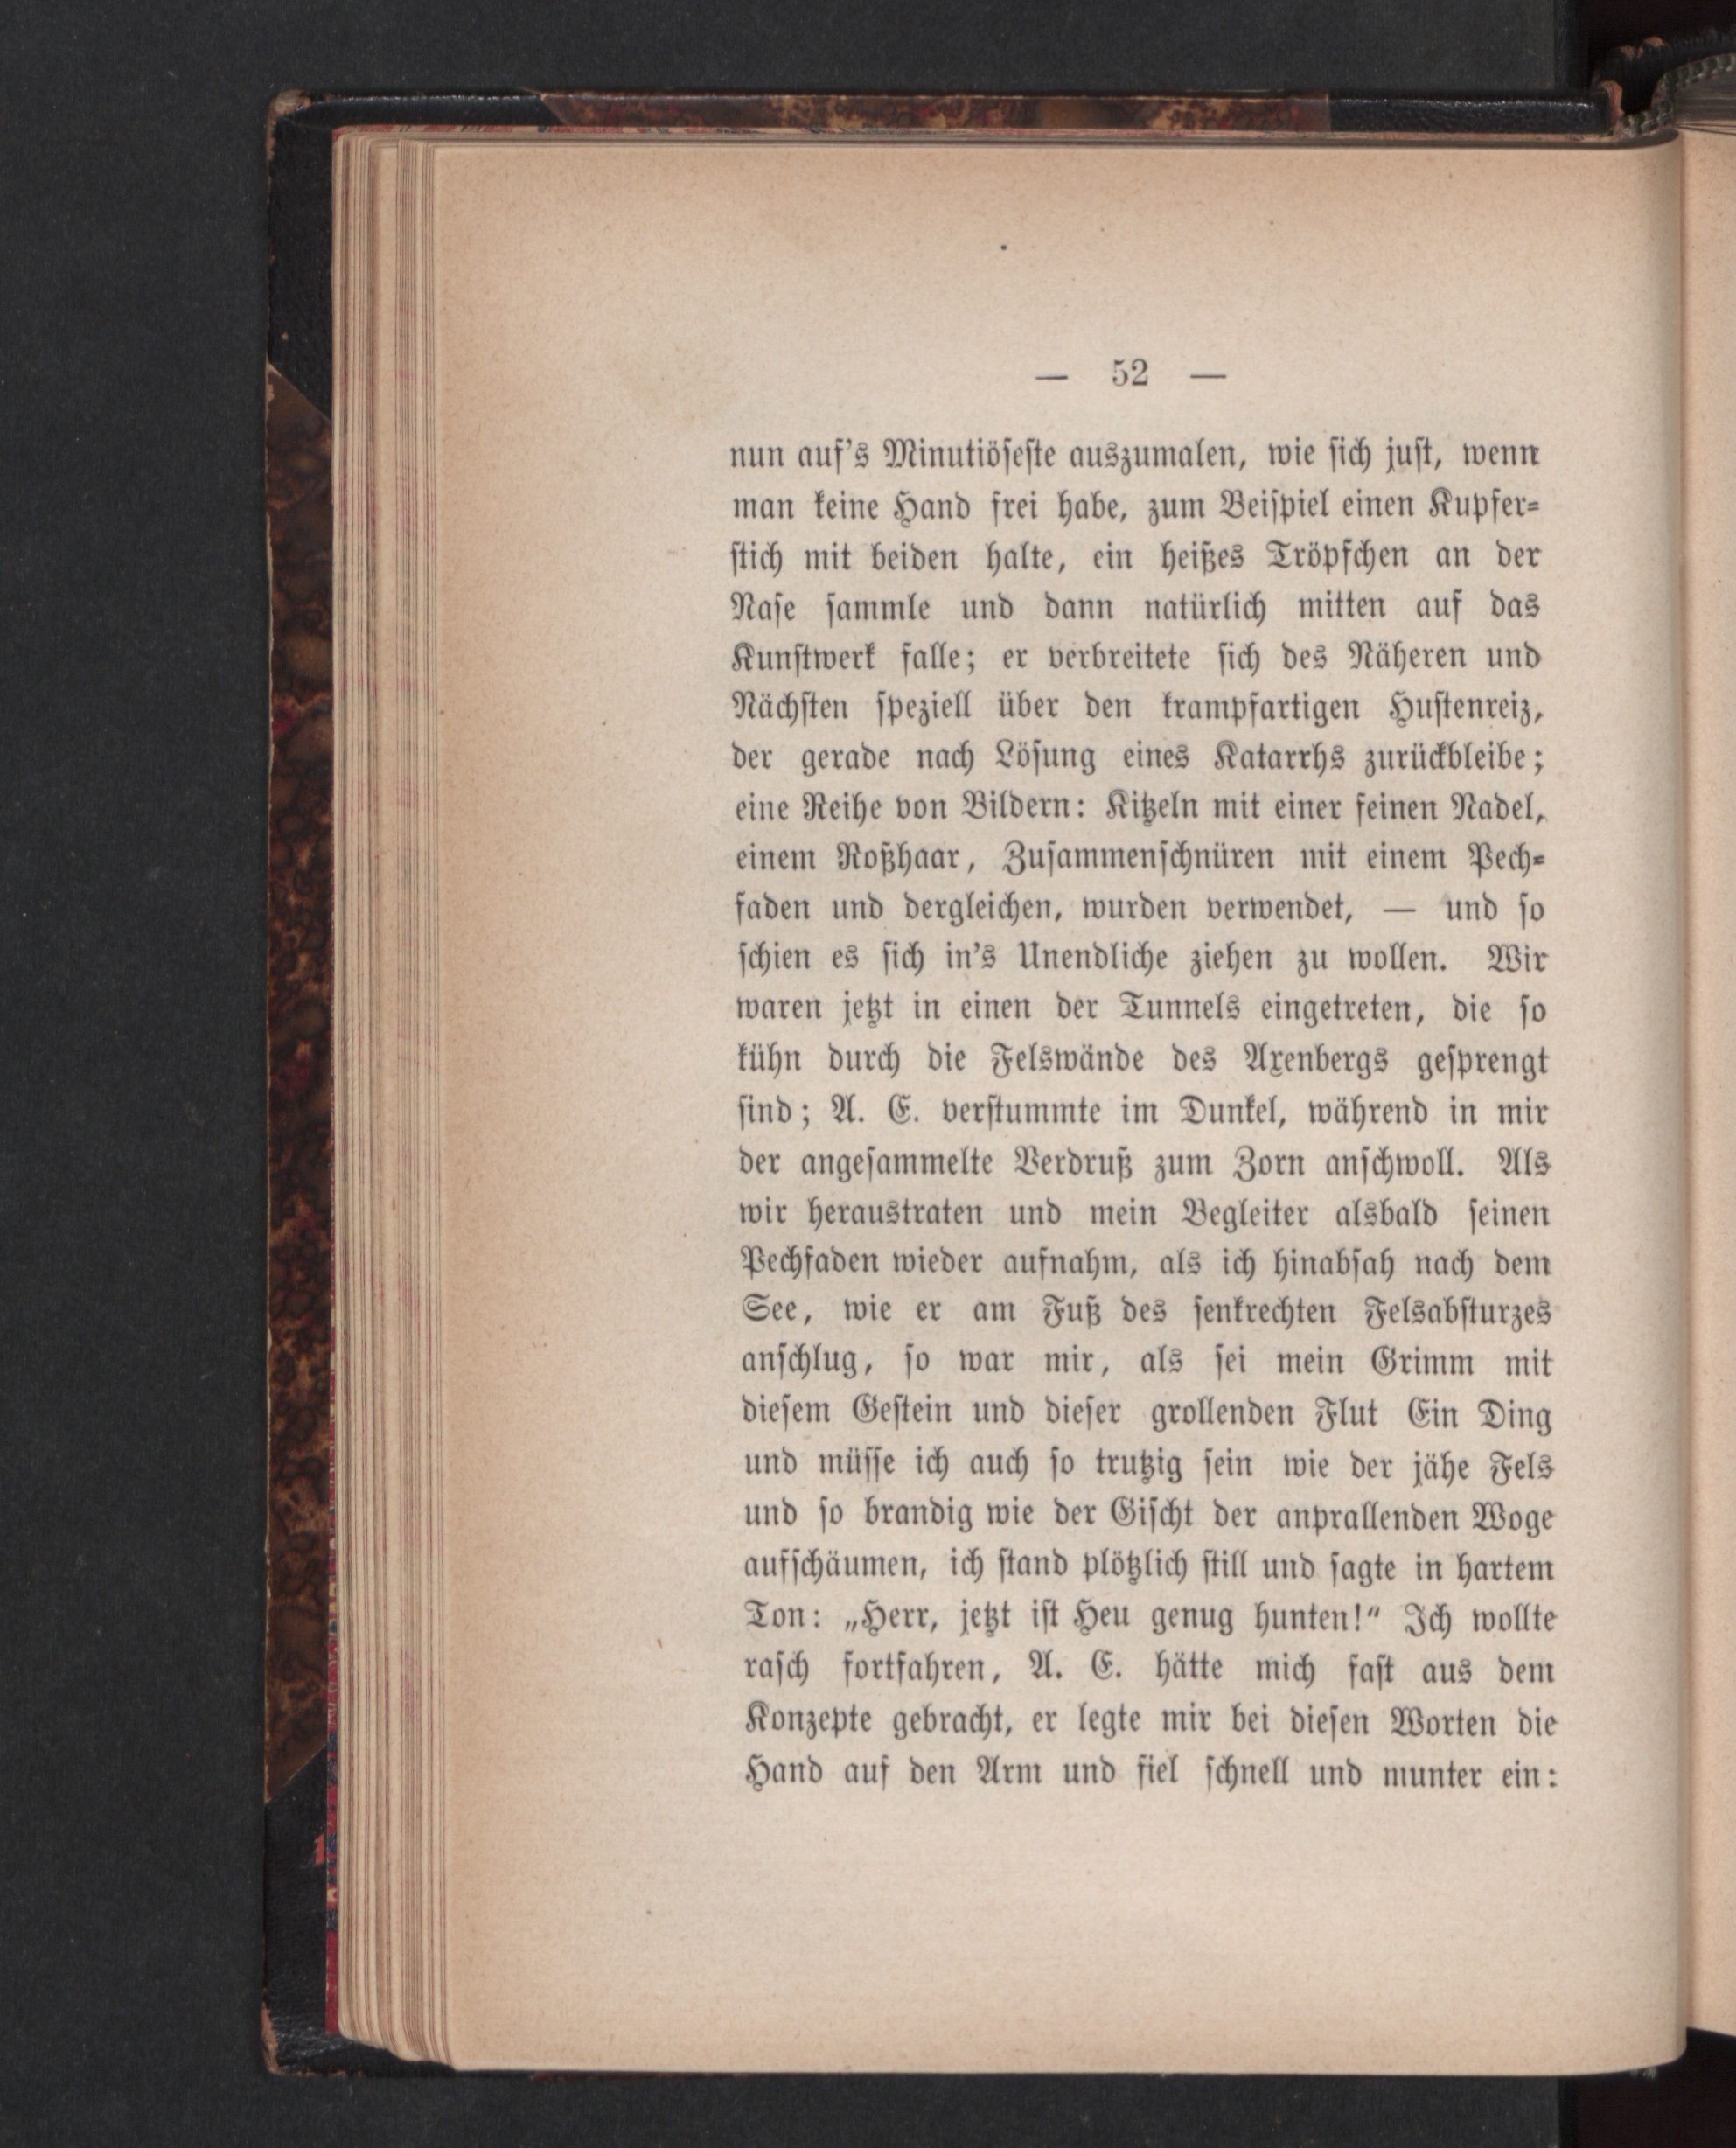 — 52 —
nun auf's Minutiöseste auszumalen, wie sich just, wenn
man keine Hand frei habe, zum Beispiel einen Kupfer-
stich mit beiden halte, ein heißes Tröpfchen an der
Nase sammle und dann natürlich mitten auf das
Kunstwerk falle; er verbreitete sich des Näheren und
Nächsten speziell über den krampfartigen Hustenreiz,
der gerade nach Lösung eines Katarrhs zurückbleibe;
eine Reihe von Bildern: Kitzeln mit einer feinen Nadel,
einem Roßhaar, Zusammenschnüren mit einem Pech-
faden und dergleichen, wurden verwendet, — und so
schien es sich in's Unendliche ziehen zu wollen. Wir
waren jetzt in einen der Tunnels eingetreten, die so
kühn durch die Felswände des Axenbergs gesprengt
sind; A. E. verstummte im Dunkel, während in mir
der angesammelte Verdruß zum Zorn anschwoll. Als
wir heraustraten und mein Begleiter alsbald seinen
Pechfaden wieder aufnahm, als ich hinabsah nach dem
See, wie er am Fuß des senkrechten Felsabsturzes
anschlug, so war mir, als sei mein Grimm mit
diesem Gestein und dieser grollenden Flut Ein Ding
und müsse ich auch so trutzig sein wie der jähe Fels
und so brandig wie der Gischt der anprallenden Woge
aufschäumen, ich stand plötzlich still und sagte in hartem
Ton: „Herr, jetzt ist Heu genug hunten!“ Ich wollte
rasch fortfahren, A. E. hätte mich fast aus dem
Konzepte gebracht, er legte mir bei diesen Worten die
Hand auf den Arm und fiel schnell und munter ein: